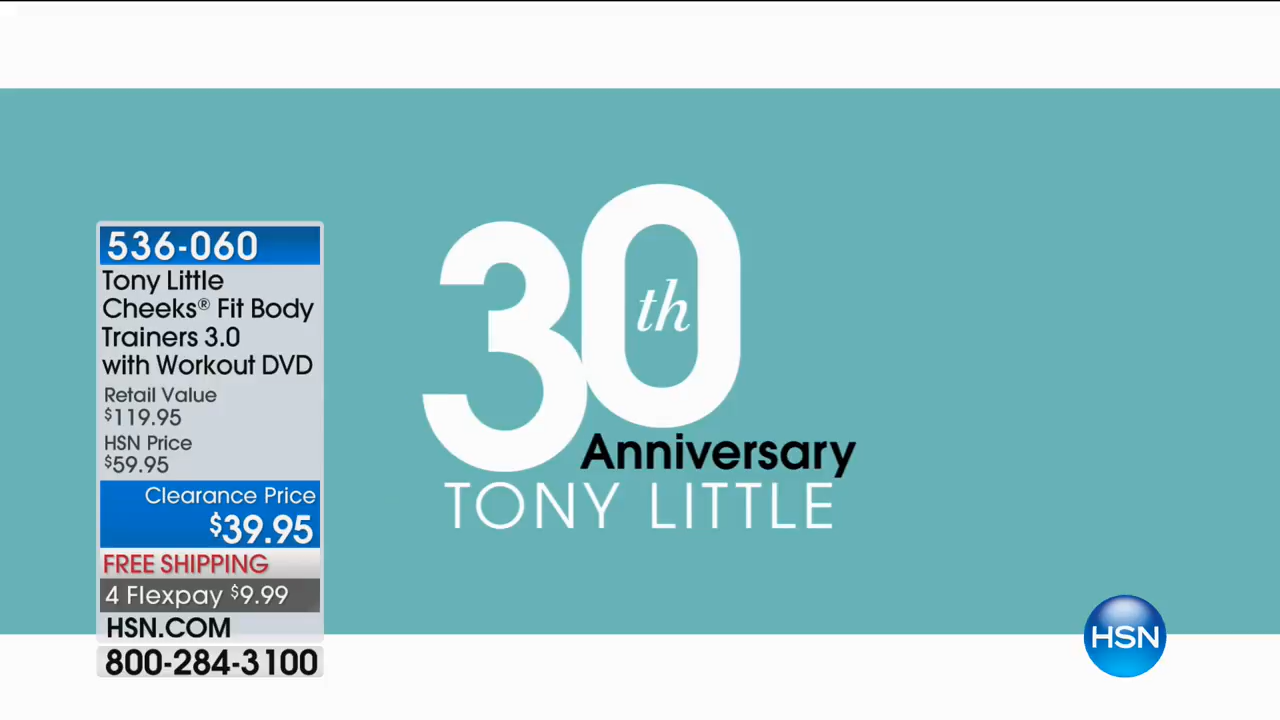 536-060
Tony Little
Cheeks® Fit Body
Trainers 3.0
with Workout DVD
Retail Value
$119.95
HSN Price
$59.95
Clearance Price
$39.95
FREE SHIPPING
4 Flexpay $9.99
HSN.COM
800-284-3100
30th
Anniversary
TONY LITTLE
HSN